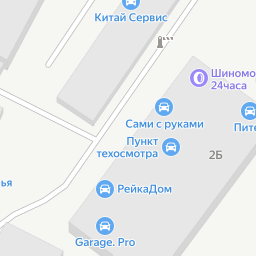 Китай Сервис
Шиномо
24часа
Сами с руками
Пите
Пункт
техосмотра
2Б
ья
РейкаДом
Garage. Pro